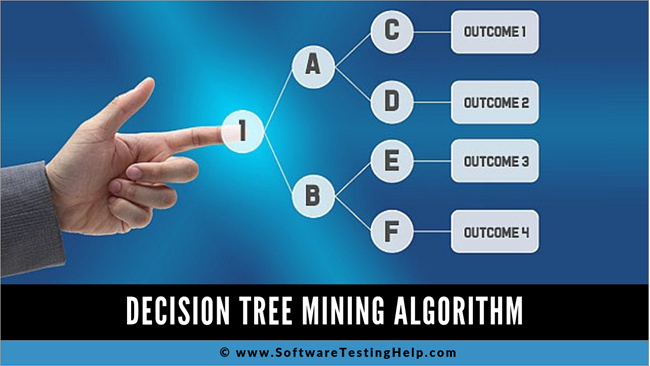 C
OUTCOME 1
A
D
OUTCOME 2
1
E
OUTCOME 3
B
F
OUTCOME 4
DECISION TREE MINING ALGORITHM
© www.SoftwareTestingHelp.com